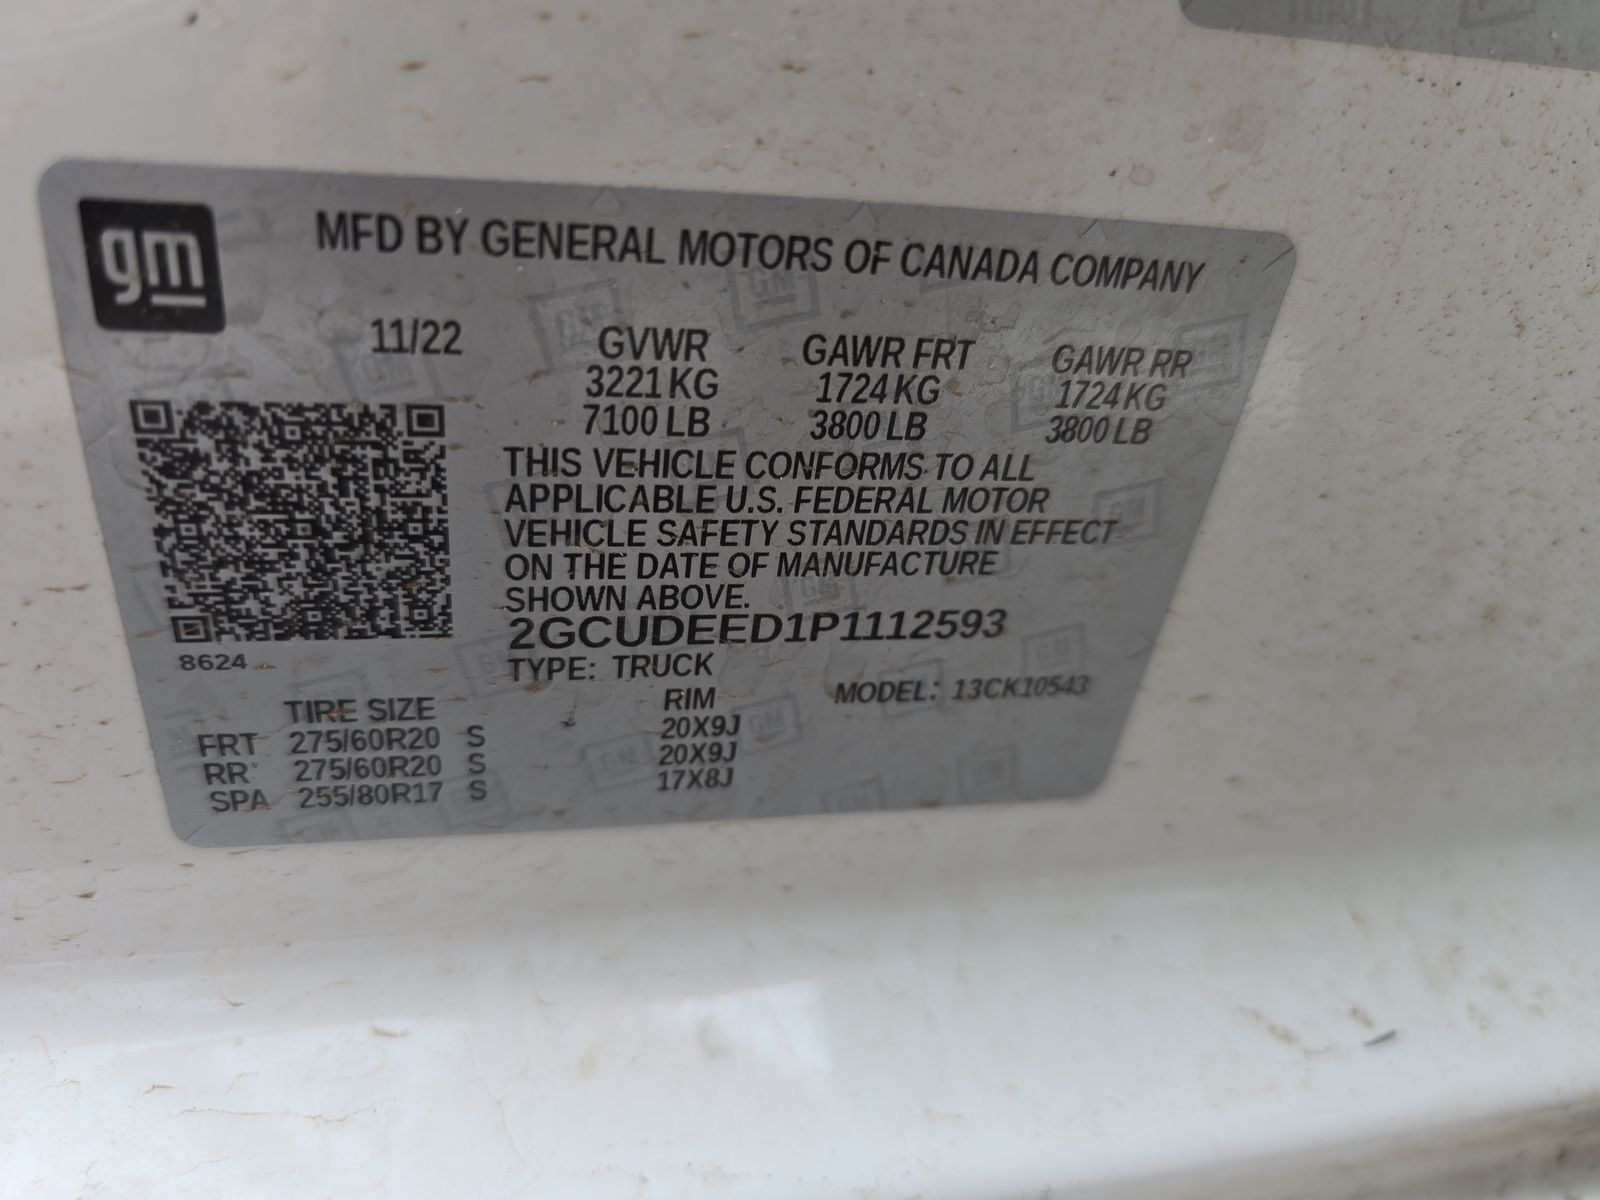 gm
MFD BY GENERAL MOTORS OF CANADA COMPANY
11/22 GVWR GAWR FRT GAWR RR
3221 KG 1724 KG 1724 KG
7100 LB 3800 LB 3800 LB
THIS VEHICLE CONFORMS TO ALL
APPLICABLE U.S. FEDERAL MOTOR
VEHICLE SAFETY STANDARDS IN EFFECT
ON THE DATE OF MANUFACTURE
SHOWN ABOVE.
2GCUDEED1P1112593
8624
TYPE: TRUCK
TIRE SIZE RIM MODEL: 13CK10543
FRT 275/60R20 S 20X9J
RR 275/60R20 S 20X9J
SPA 255/80R17 S 17X8J